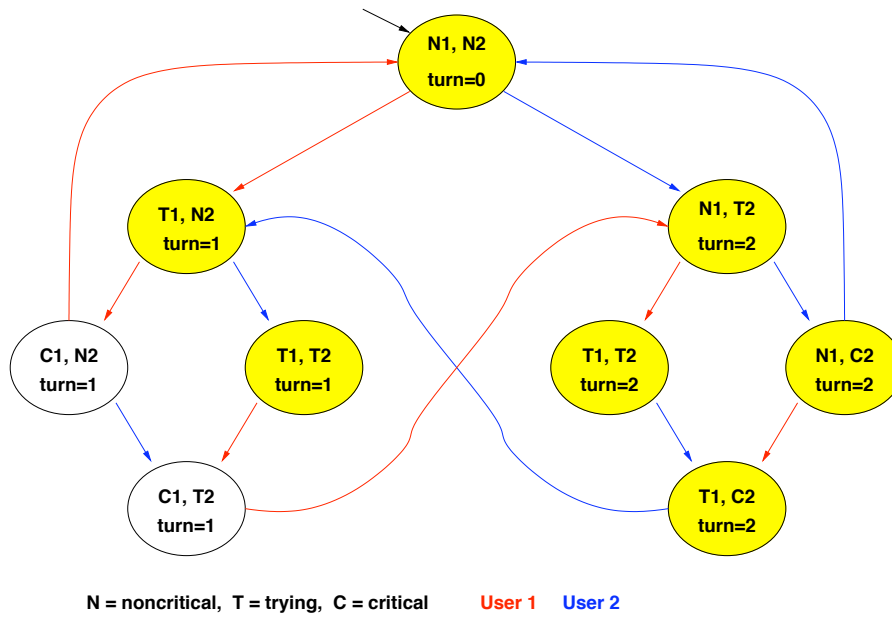 N1, N2
turn=0
T1, N2
turn=1
N1, T2
turn=2
C1, N2
turn=1
T1, T2
turn=1
T1, T2
turn=2
N1, C2
turn=2
C1, T2
turn=1
T1, C2
turn=2
N = noncritical, T = trying, C = critical User 1 User 2